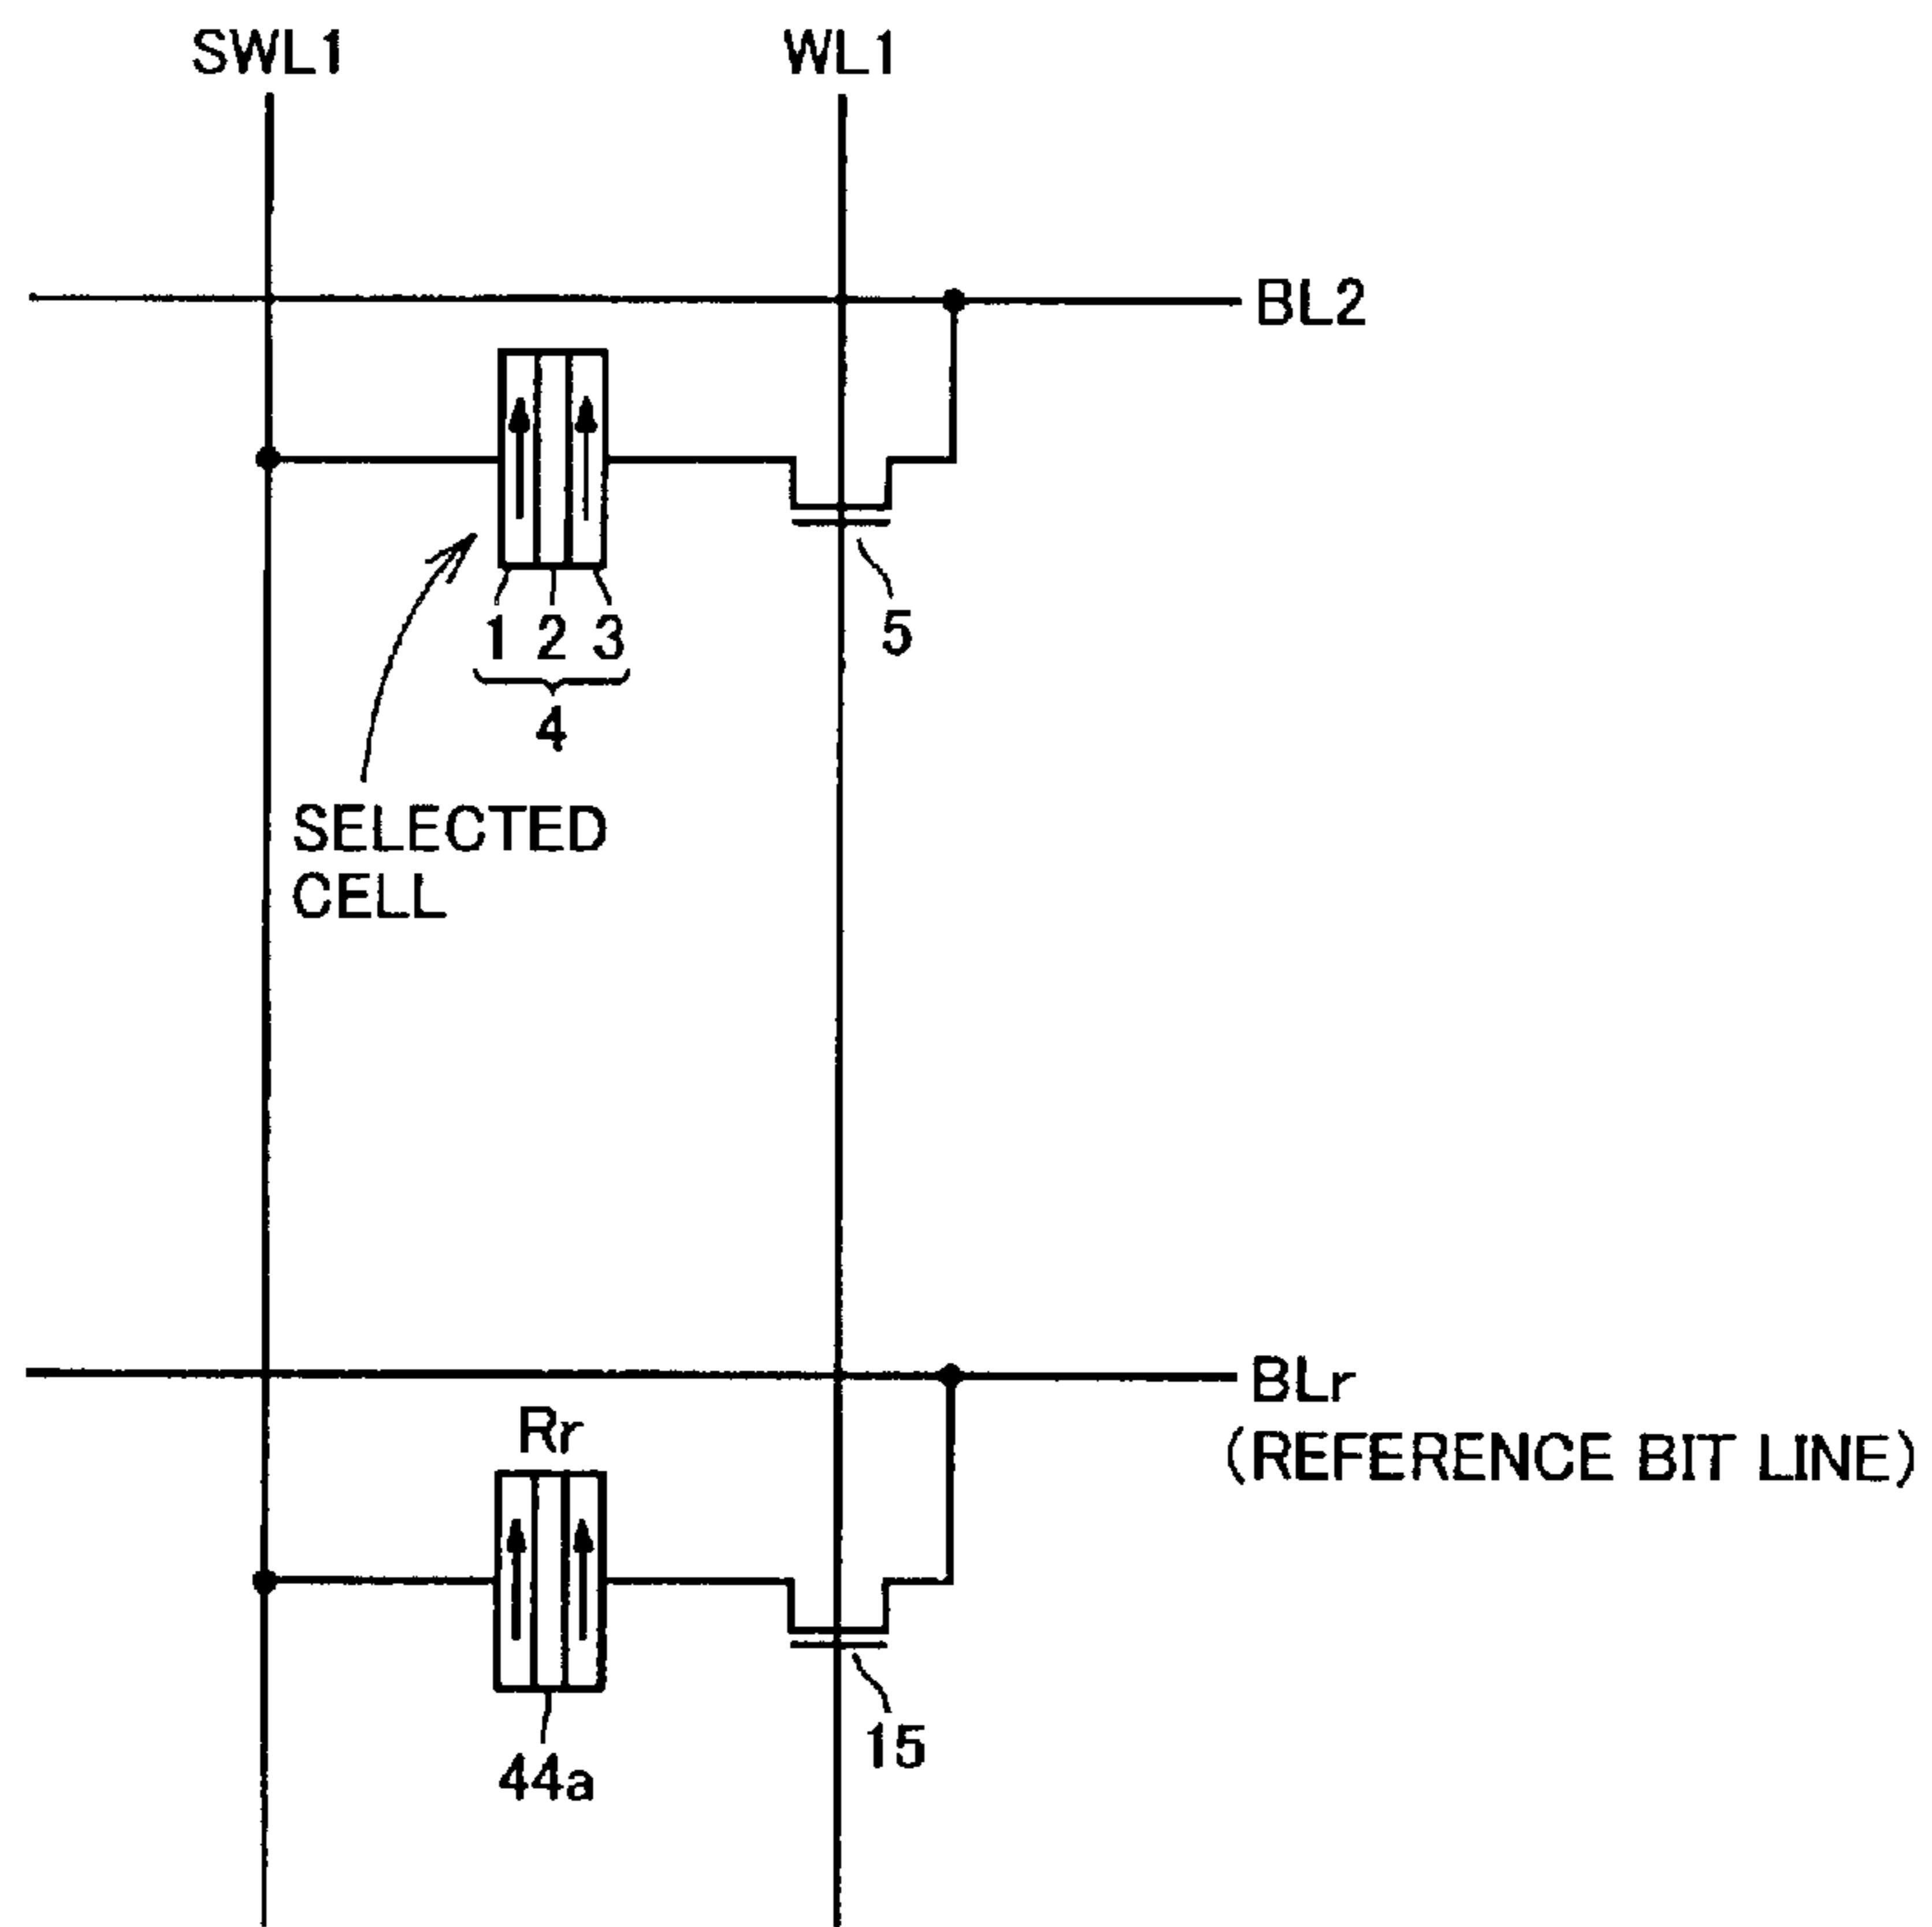 SWL1
WL1
BL2
1 2 3
5
4
SELECTED
CELL
BLr
Rr
(REFERENCE BIT LINE)
15
44a